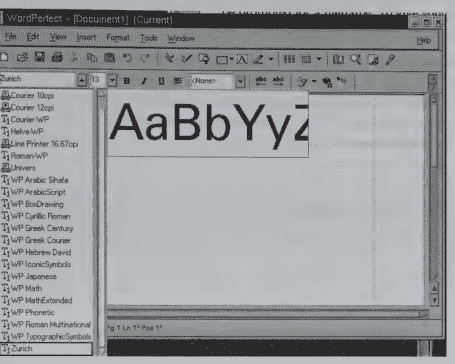 WordPerfect - [Document1] (Current)
File Edit View Insert Format Tools Window Help
Zurich 13 B I U <None> abc abc
Courier 10cpi
Courier 12cpi
Courier-WP
Helve-WP
Line Printer 16.67cpi
Roman-WP
Univers
WP Arabic Sihafa
WP ArabicScript
WP BoxDrawing
WP Cyrillic Roman
WP Greek Century
WP Greek Courier
WP Hebrew David
WP IconicSymbols
WP Japanese
WP Math
WP MathExtended
WP Phonetic
WP Roman Multinational
WP TypographicSymbols
Zurich
AaBbYyZ
Pg 1 Ln 1" Pos 1"